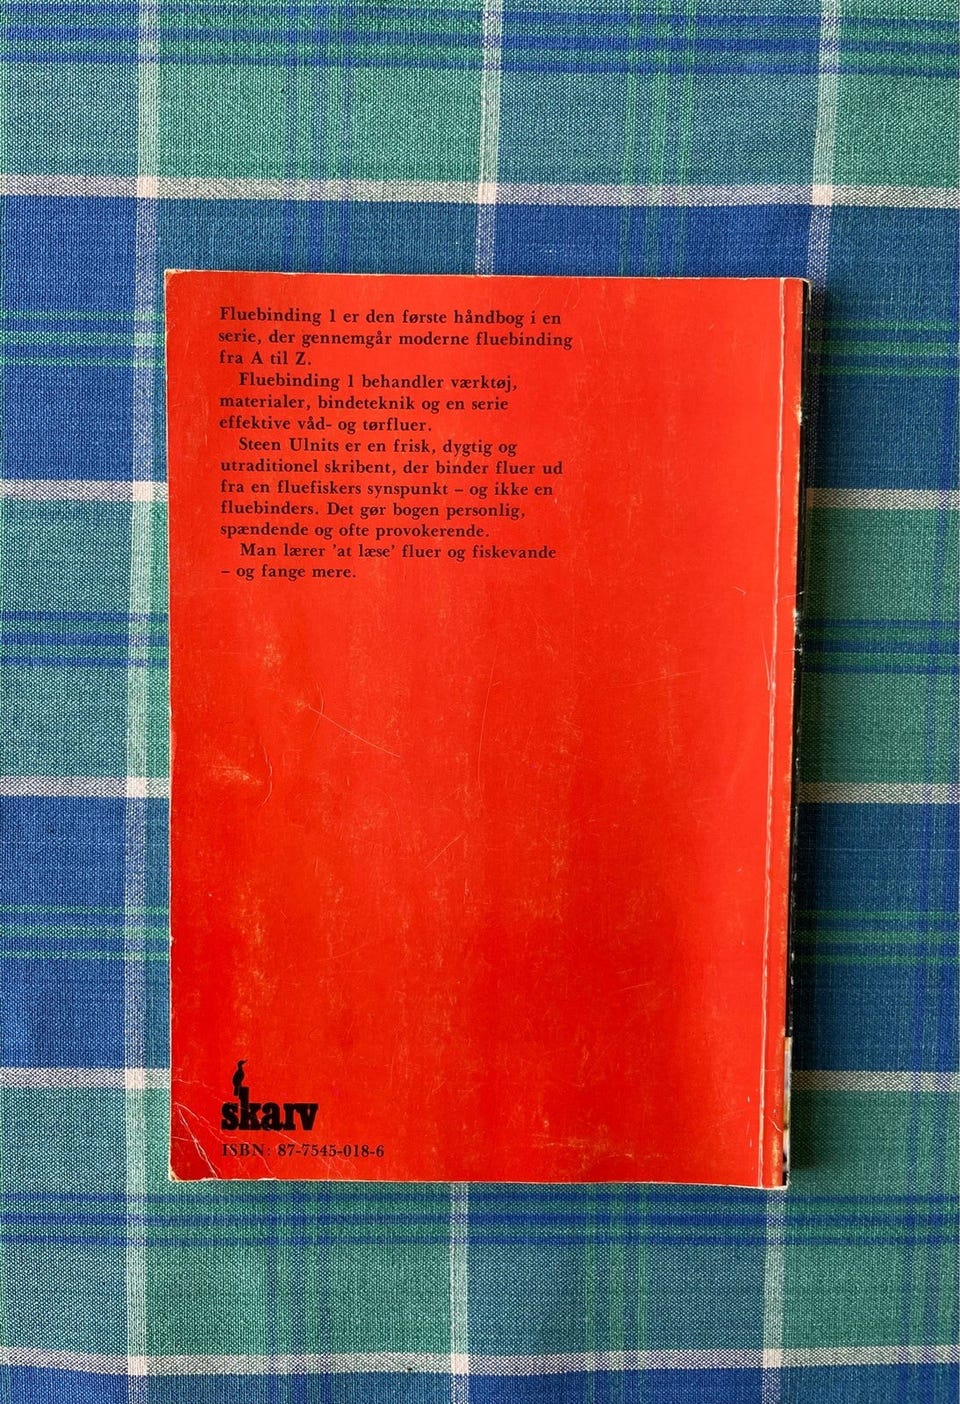 Fluebinding 1 er den første håndbog i en
serie, der gennemgår moderne fluebinding
fra A til Z.
Fluebinding 1 behandler værktøj,
materialer, bindeteknik og en serie
effektive våd- og tørfluer.
Steen Ulnits er en frisk, dygtig og
utraditionel skribent, der binder fluer ud
fra en fluefiskers synspunkt – og ikke en
fluebinders. Det gør bogen personlig,
spændende og ofte provokerende.
Man lærer 'at læse' fluer og fiskevande
– og fange mere.
skarv
ISBN: 87-7545-018-6